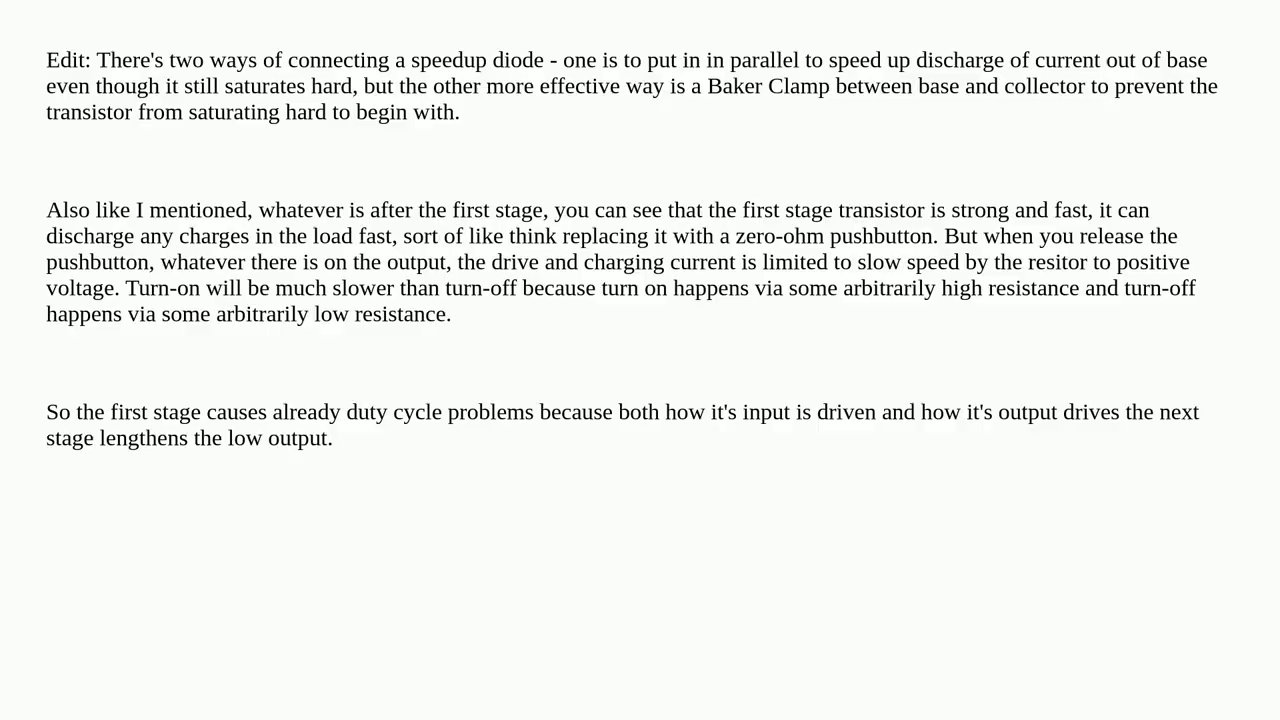 Edit: There's two ways of connecting a speedup diode - one is to put in in parallel to speed up discharge of current out of base
even though it still saturates hard, but the other more effective way is a Baker Clamp between base and collector to prevent the
transistor from saturating hard to begin with.
Also like I mentioned, whatever is after the first stage, you can see that the first stage transistor is strong and fast, it can
discharge any charges in the load fast, sort of like think replacing it with a zero-ohm pushbutton. But when you release the
pushbutton, whatever there is on the output, the drive and charging current is limited to slow speed by the resitor to positive
voltage. Turn-on will be much slower than turn-off because turn on happens via some arbitrarily high resistance and turn-off
happens via some arbitrarily low resistance.
So the first stage causes already duty cycle problems because both how it's input is driven and how it's output drives the next
stage lengthens the low output.